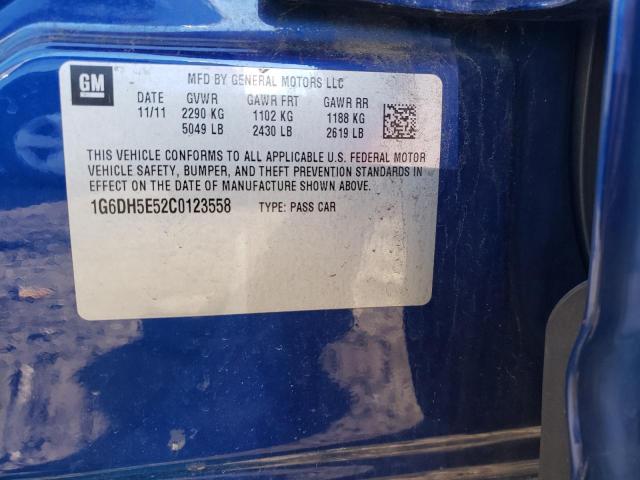 GM
MFD BY GENERAL MOTORS LLC
DATE GVWR GAWR FRT GAWR RR
11/11 2290 KG 1102 KG 1188 KG
5049 LB 2430 LB 2619 LB
THIS VEHICLE CONFORMS TO ALL APPLICABLE U.S. FEDERAL MOTOR
VEHICLE SAFETY, BUMPER, AND THEFT PREVENTION STANDARDS IN
EFFECT ON THE DATE OF MANUFACTURE SHOWN ABOVE.
1G6DH5E52C0123558 TYPE: PASS CAR